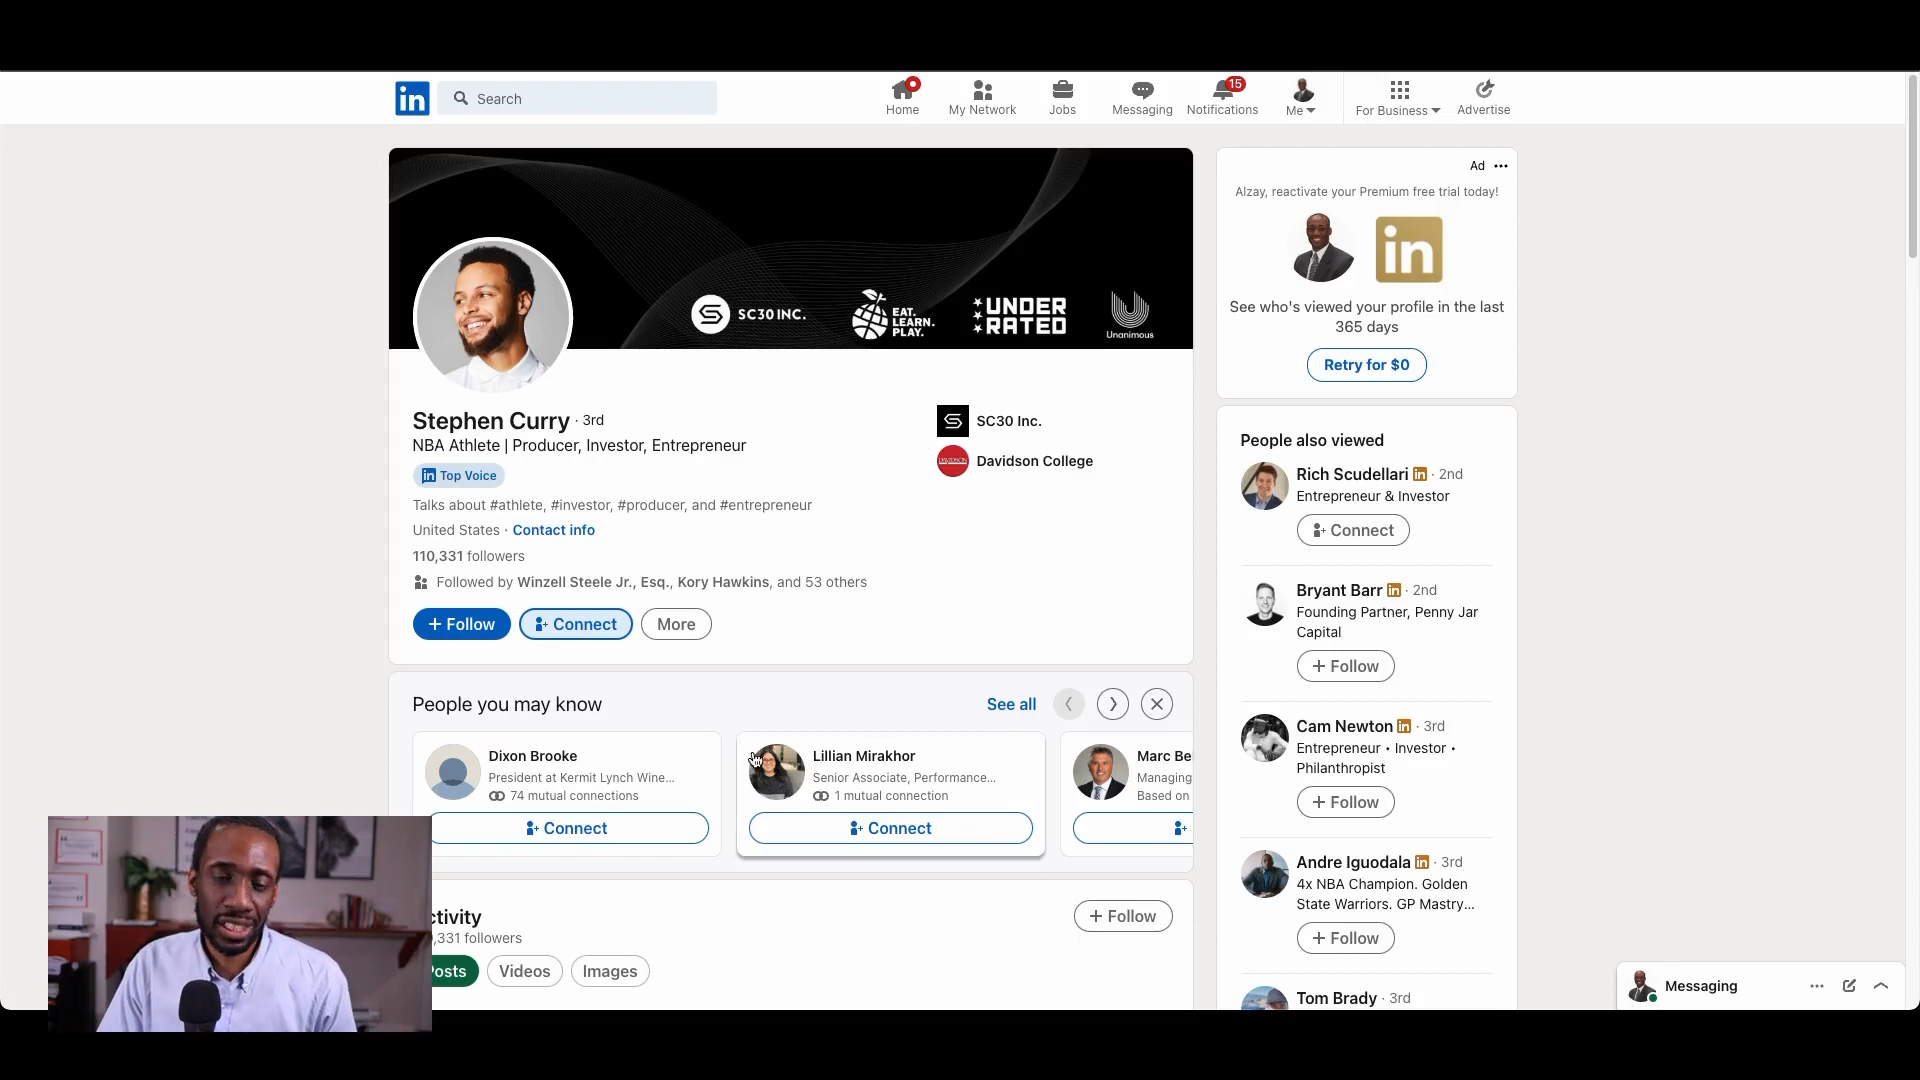 in
Search
Home
My Network
Jobs
Messaging
15
Notifications
Me
For Business
Advertise
SC30 INC.
EAT.
LEARN.
PLAY.
UNDER
RATED
Unanimous
Stephen Curry · 3rd
NBA Athlete | Producer, Investor, Entrepreneur
in Top Voice
Talks about #athlete, #investor, #producer, and #entrepreneur
United States · Contact info
110,331 followers
Followed by Winzell Steele Jr., Esq., Kory Hawkins, and 53 others
+ Follow
Connect
More
SC30 Inc.
DAVIDSON
Davidson College
People you may know
See all
Dixon Brooke
President at Kermit Lynch Wine...
74 mutual connections
Connect
Lillian Mirakhor
Senior Associate, Performance...
1 mutual connection
Connect
Marc Be
Managing
Based on
ctivity
,331 followers
+ Follow
osts
Videos
Images
Ad
Alzay, reactivate your Premium free trial today!
in
See who's viewed your profile in the last
365 days
Retry for $0
People also viewed
Rich Scudellari in · 2nd
Entrepreneur & Investor
Connect
Bryant Barr in · 2nd
Founding Partner, Penny Jar
Capital
+ Follow
Cam Newton in · 3rd
Entrepreneur • Investor •
Philanthropist
+ Follow
Andre Iguodala in · 3rd
4x NBA Champion. Golden
State Warriors. GP Mastry...
+ Follow
Tom Brady · 3rd
Messaging